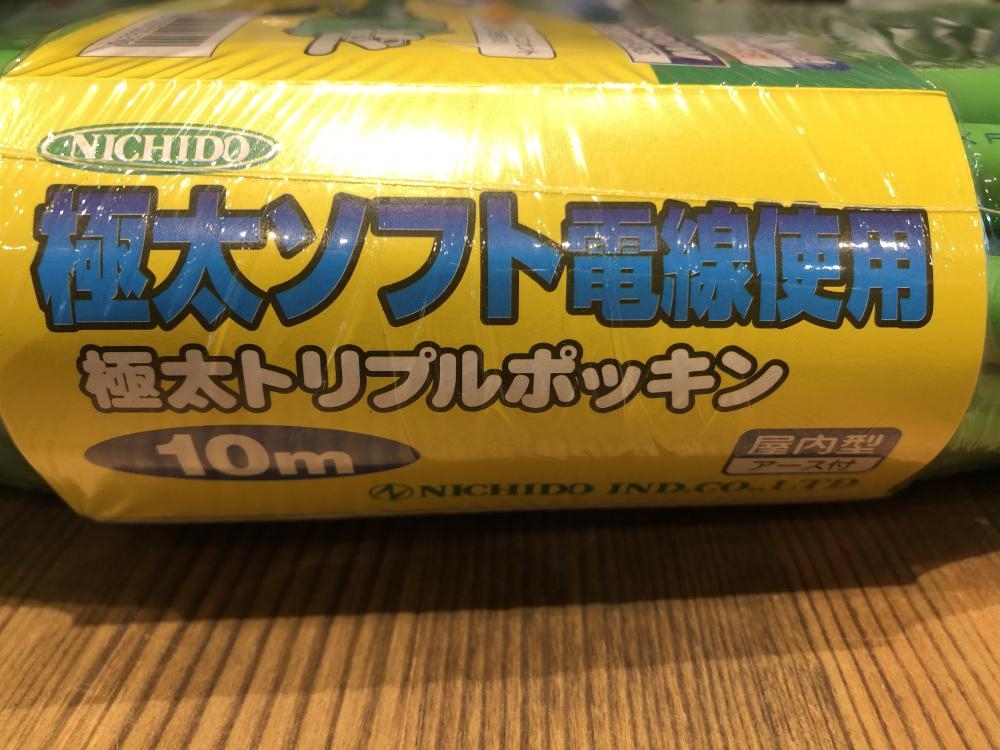 NICHIDO
極太ソフト電線使用
極太トリプルポッキン
10m
屋内型
アース付
NICHIDO IND.CO.,LTD